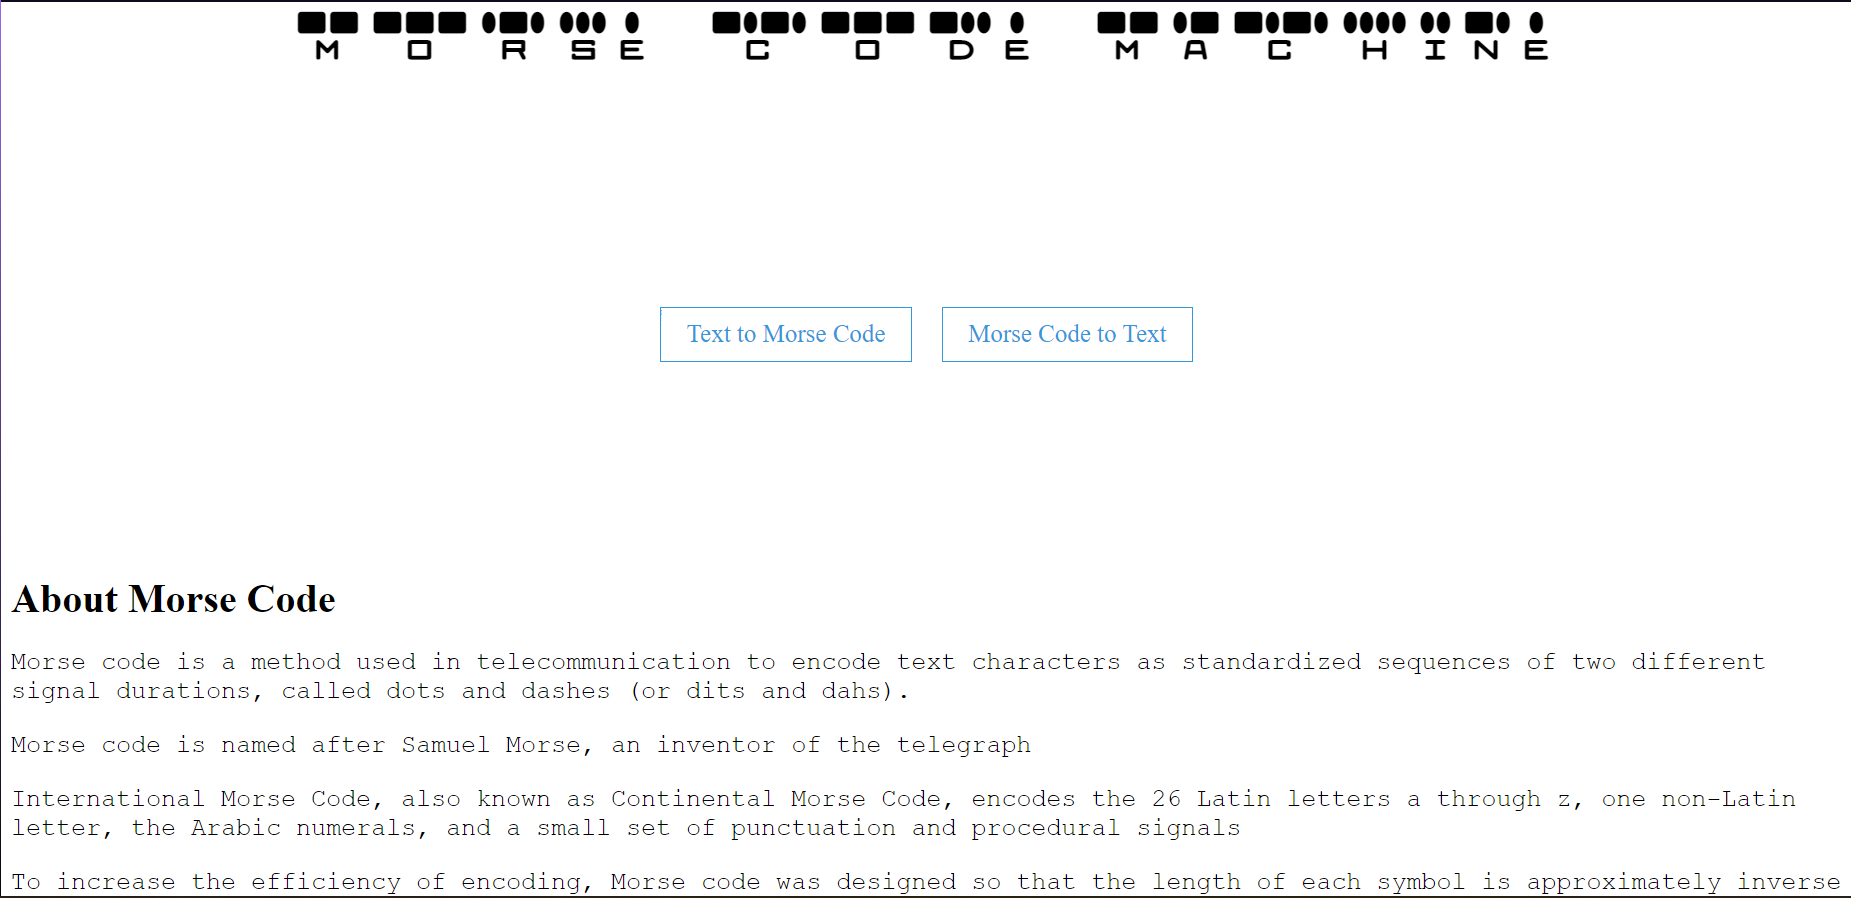 MORSE CODE MACHINE
Text to Morse Code
Morse Code to Text
About Morse Code
Morse code is a method used in telecommunication to encode text characters as standardized sequences of two different
signal durations, called dots and dashes (or dits and dahs).
Morse code is named after Samuel Morse, an inventor of the telegraph
International Morse Code, also known as Continental Morse Code, encodes the 26 Latin letters a through z, one non-Latin
letter, the Arabic numerals, and a small set of punctuation and procedural signals
To increase the efficiency of encoding, Morse code was designed so that the length of each symbol is approximately inverse